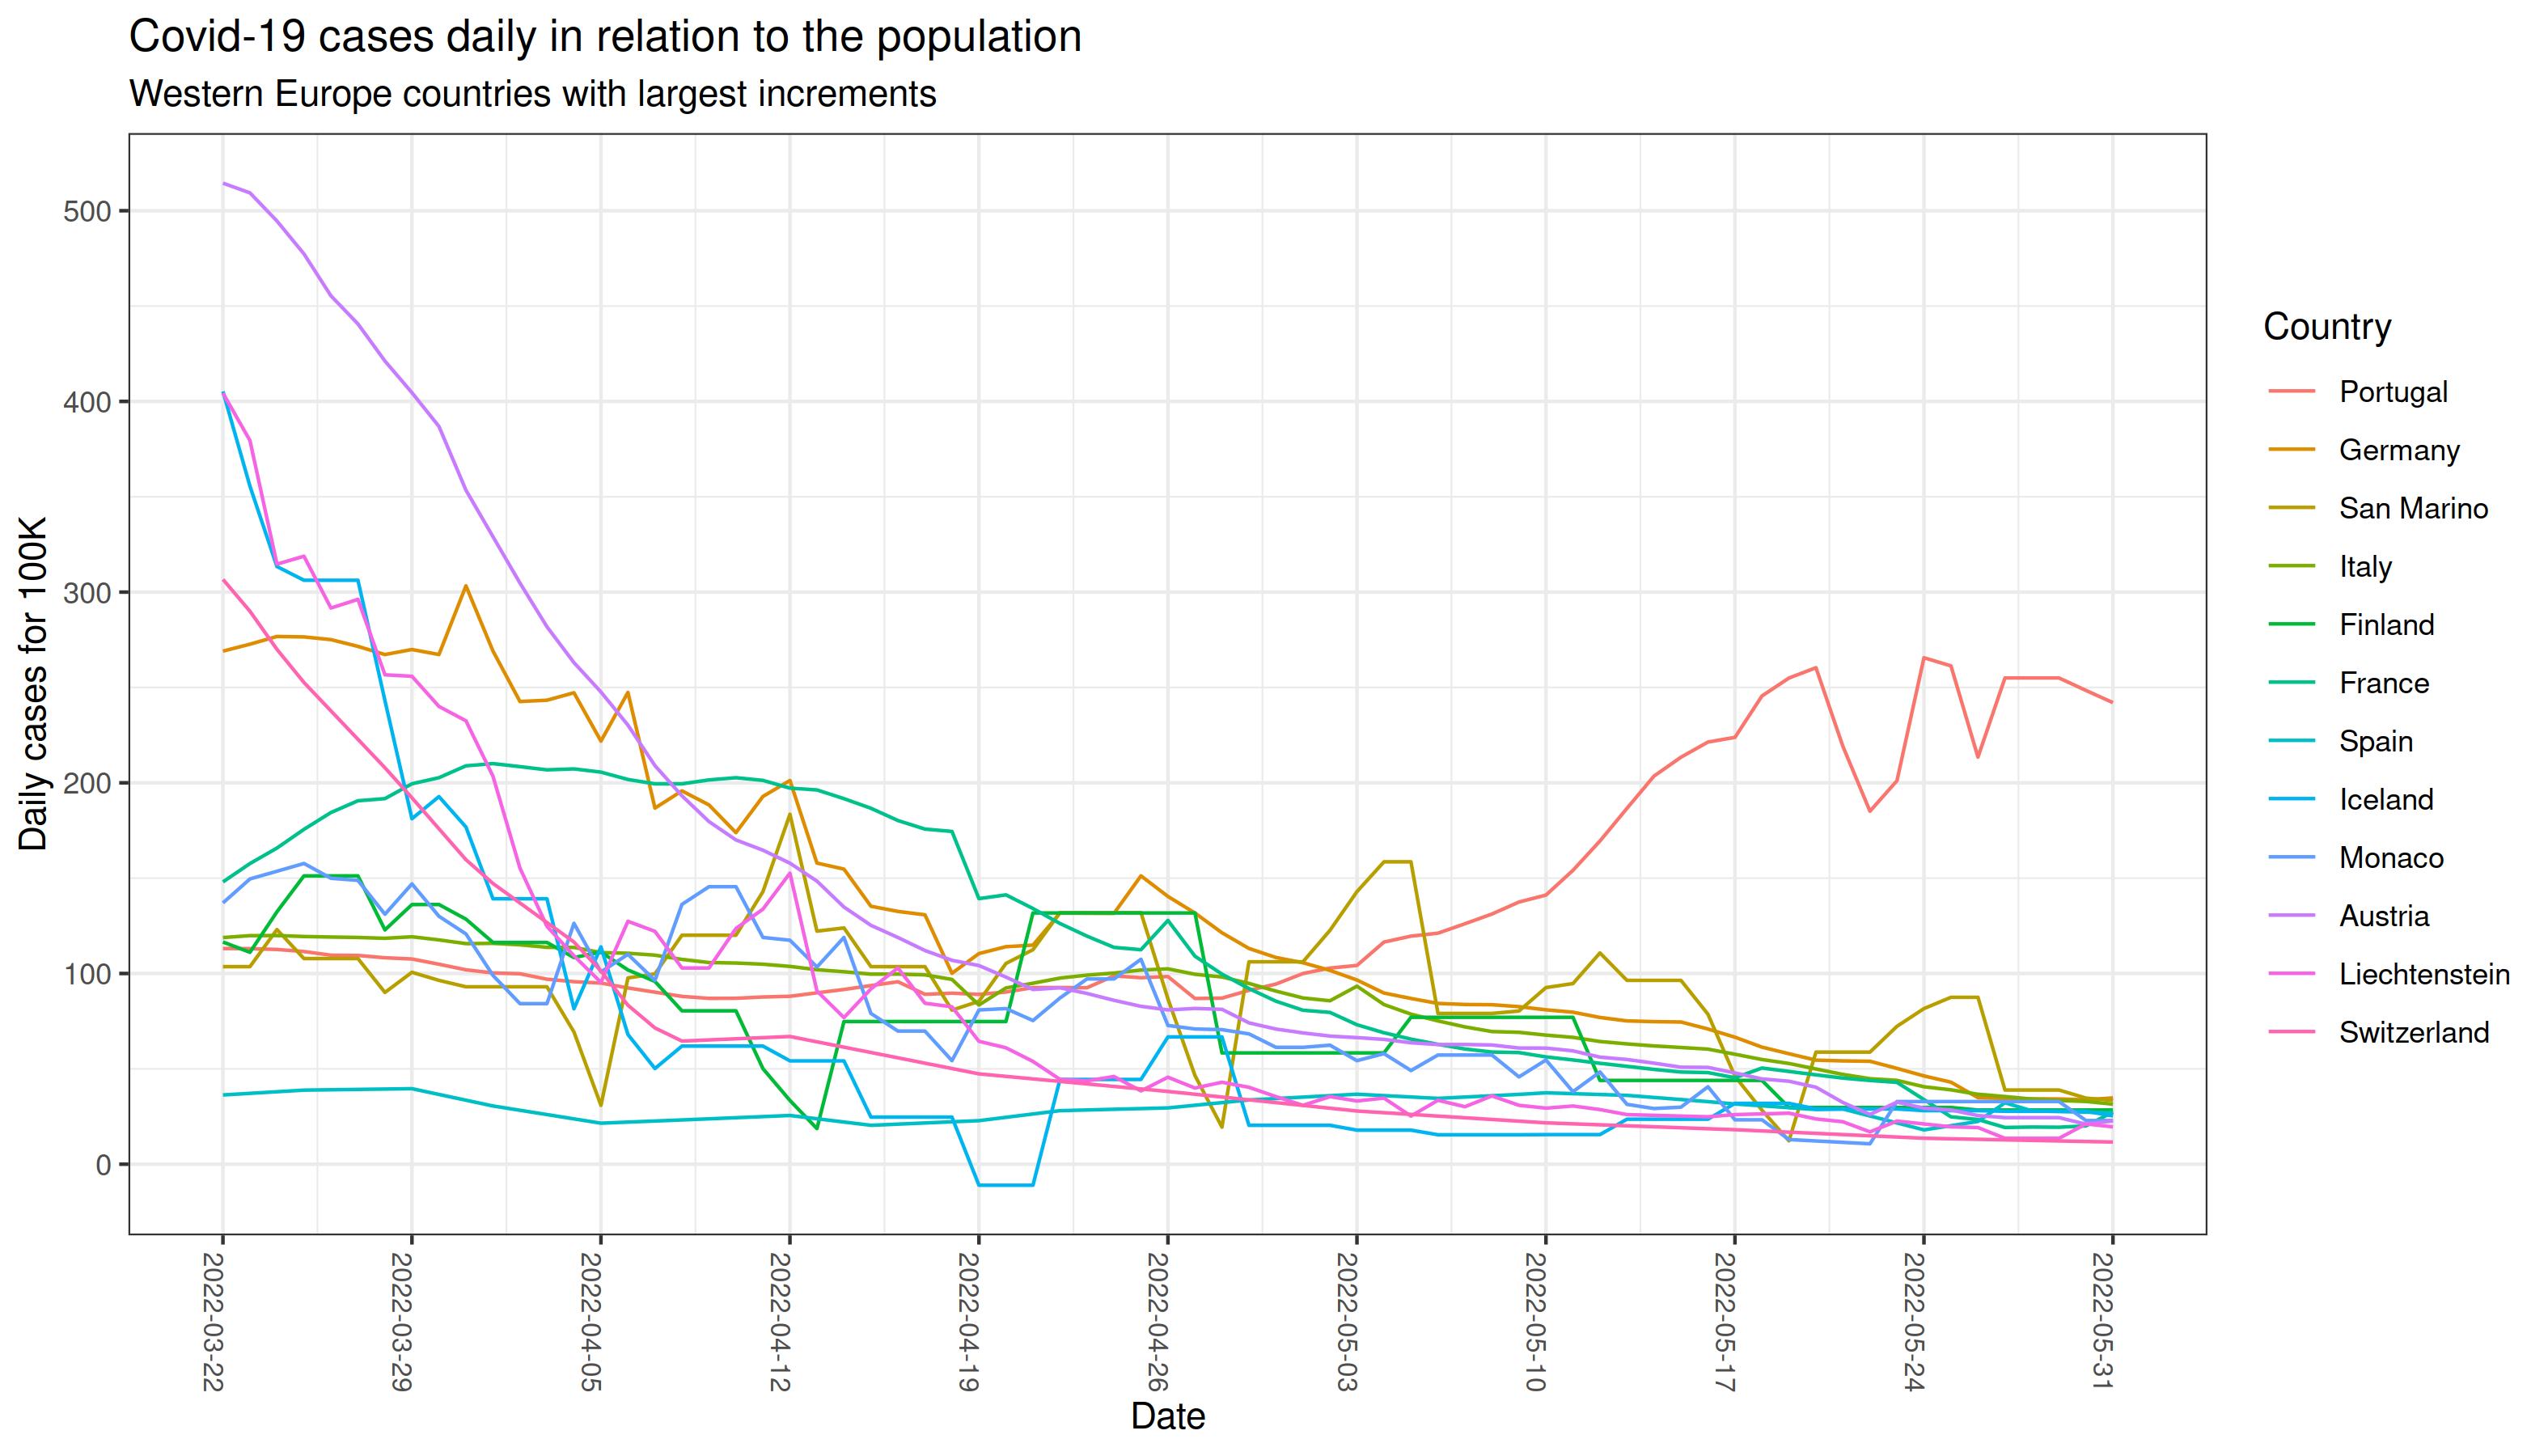 Covid-19 cases daily in relation to the population
Western Europe countries with largest increments
Daily cases for 100K
500
400
300
200
100
0
2022-03-22
2022-03-29
2022-04-05
2022-04-12
2022-04-19
2022-04-26
2022-05-03
2022-05-10
2022-05-17
2022-05-24
2022-05-31
Date
Country
Portugal
Germany
San Marino
Italy
Finland
France
Spain
Iceland
Monaco
Austria
Liechtenstein
Switzerland